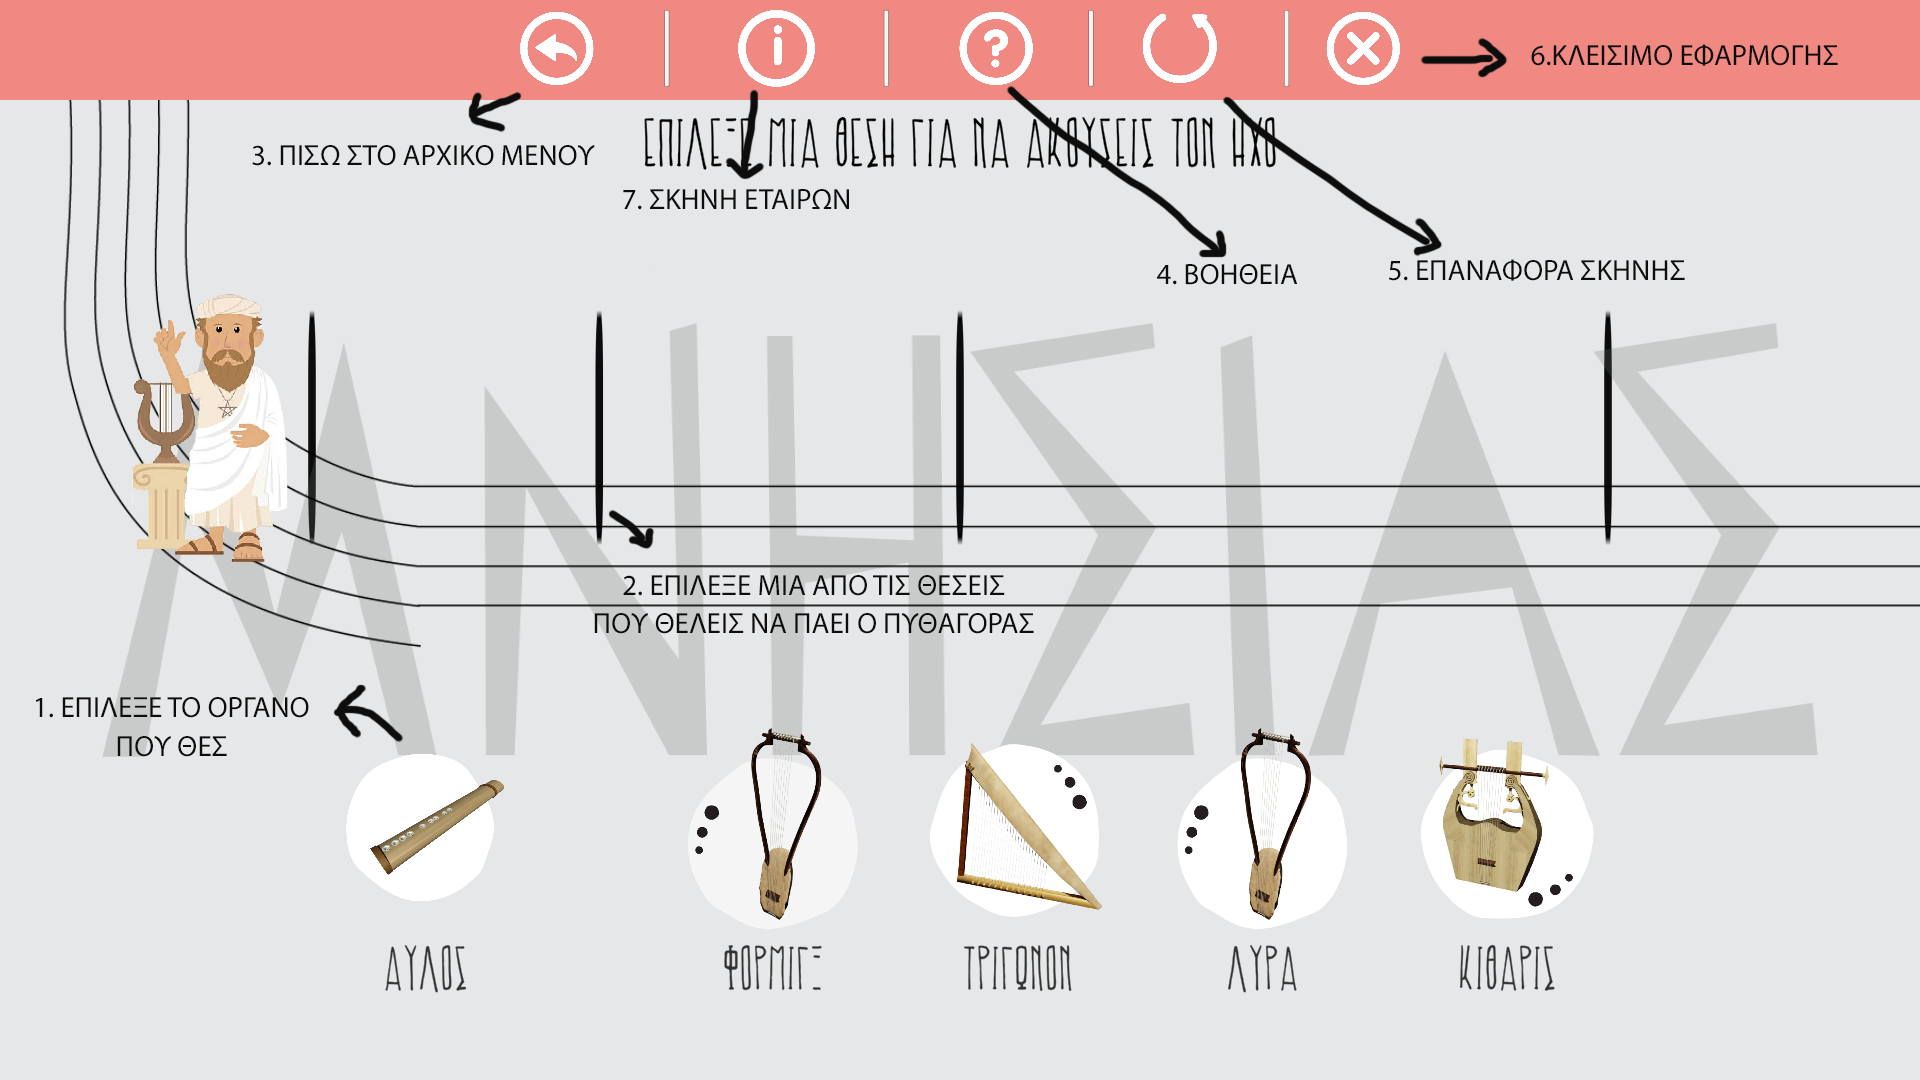 6.ΚΛΕΙΣΙΜΟ ΕΦΑΡΜΟΓΗΣ
ΕΠΙΛΕΞΕ ΜΙΑ ΘΕΣΗ ΓΙΑ ΝΑ ΑΚΟΥΣΕΙΣ ΤΟΝ ΗΧΟ
3. ΠΙΣΩ ΣΤΟ ΑΡΧΙΚΟ ΜΕΝΟΥ
7. ΣΚΗΝΗ ΕΤΑΙΡΩΝ
4. ΒΟΗΘΕΙΑ
5. ΕΠΑΝΑΦΟΡΑ ΣΚΗΝΗΣ
ΜΝΗΣΙΑΣ
2. ΕΠΙΛΕΞΕ ΜΙΑ ΑΠΟ ΤΙΣ ΘΕΣΕΙΣ
ΠΟΥ ΘΕΛΕΙΣ ΝΑ ΠΑΕΙ Ο ΠΥΘΑΓΟΡΑΣ
1. ΕΠΙΛΕΞΕ ΤΟ ΟΡΓΑΝΟ
ΠΟΥ ΘΕΣ
ΑΥΛΟΣ
ΦΟΡΜΙΓΞ
ΤΡΙΓΩΝΟΝ
ΛΥΡΑ
ΚΙΘΑΡΙΣ